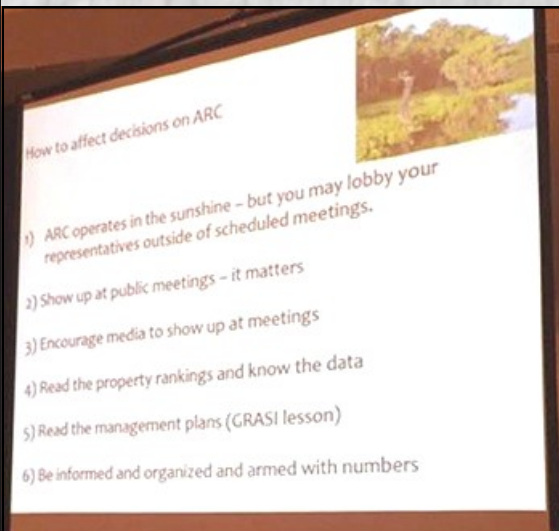 How to affect decisions on ARC
1) ARC operates in the sunshine – but you may lobby your
representatives outside of scheduled meetings.
2) Show up at public meetings – it matters
3) Encourage media to show up at meetings
4) Read the property rankings and know the data
5) Read the management plans (GRASI lesson)
6) Be informed and organized and armed with numbers